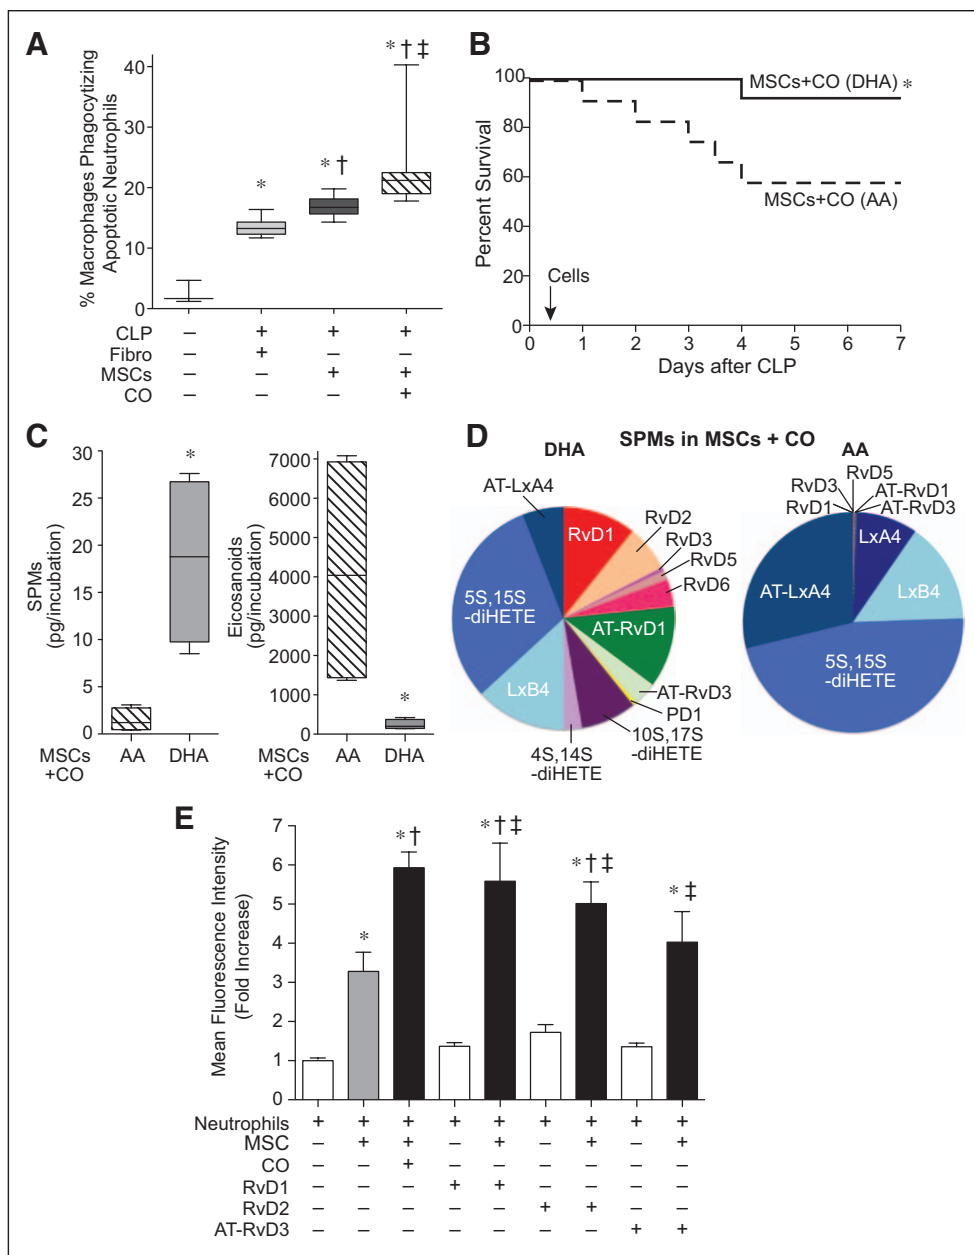 A
* † ‡
* †
*
40
30
20
10
0
% Macrophages Phagocytizing
Apoptotic Neutrophils
CLP – + + +
Fibro – + – –
MSCs – – + +
CO – – – +
B
100
80
60
40
20
0
Percent Survival
MSCs+CO (DHA) *
MSCs+CO (AA)
Cells
0 1 2 3 4 5 6 7
Days after CLP
C
30
25
20
15
10
5
0
SPMs
(pg/incubation)
*
MSCs
+CO
AA DHA
7000
6000
5000
4000
3000
2000
1000
0
Eicosanoids
(pg/incubation)
*
MSCs
+CO
AA DHA
D
SPMs in MSCs + CO
DHA
AT-LxA4
RvD1
RvD2
RvD3
RvD5
RvD6
AT-RvD1
AT-RvD3
PD1
10S,17S
-diHETE
4S,14S
-diHETE
LxB4
5S,15S
-diHETE
AA
RvD5
RvD3
RvD1
AT-RvD1
AT-RvD3
LxA4
LxB4
5S,15S
-diHETE
AT-LxA4
E
7
6
5
4
3
2
1
0
Mean Fluorescence Intensity
(Fold Increase)
*
* †
* † ‡
* † ‡
* ‡
Neutrophils + + + + + + + + +
MSC – + + – + – + – +
CO – – + – – – – – –
RvD1 – – – + + – – – –
RvD2 – – – – – + + – –
AT-RvD3 – – – – – – – + +